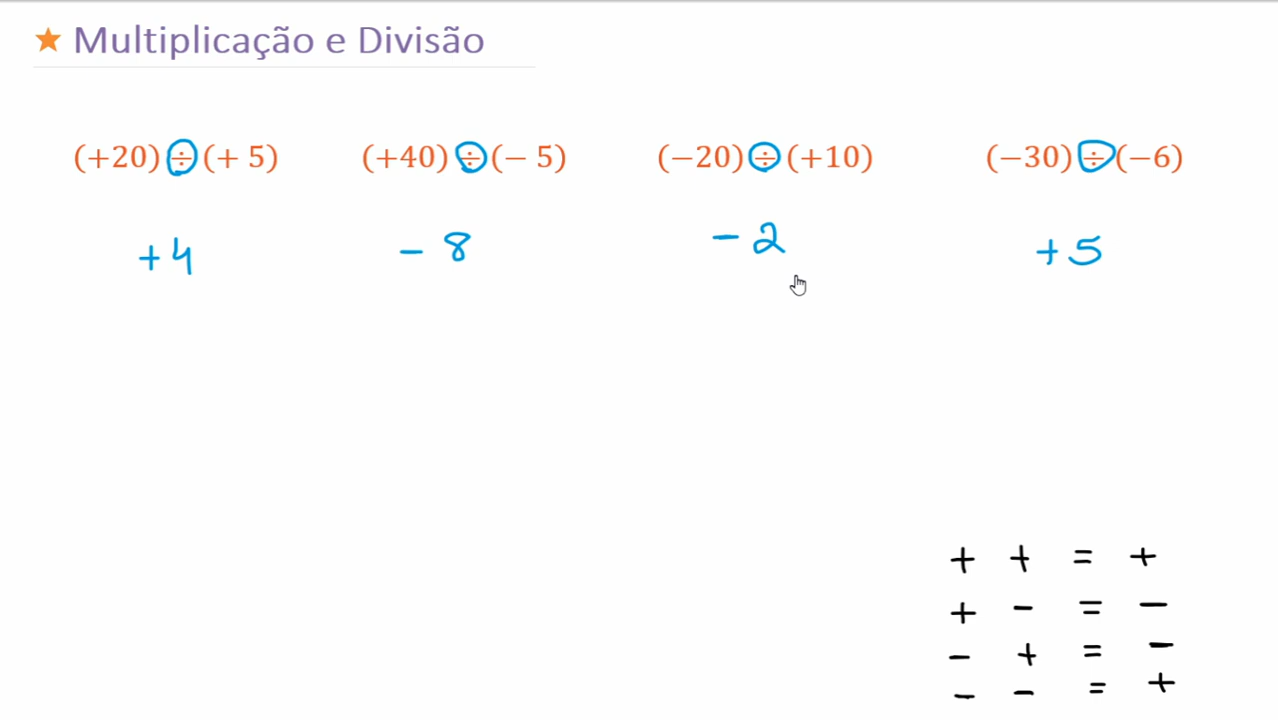 Multiplicação e Divisão
(+20) ÷ (+ 5) (+40) ÷ (− 5) (−20) ÷ (+10) (−30) ÷ (−6)
+4 − 8 − 2 +5
+ + = +
+ − = −
− + = −
− − = +